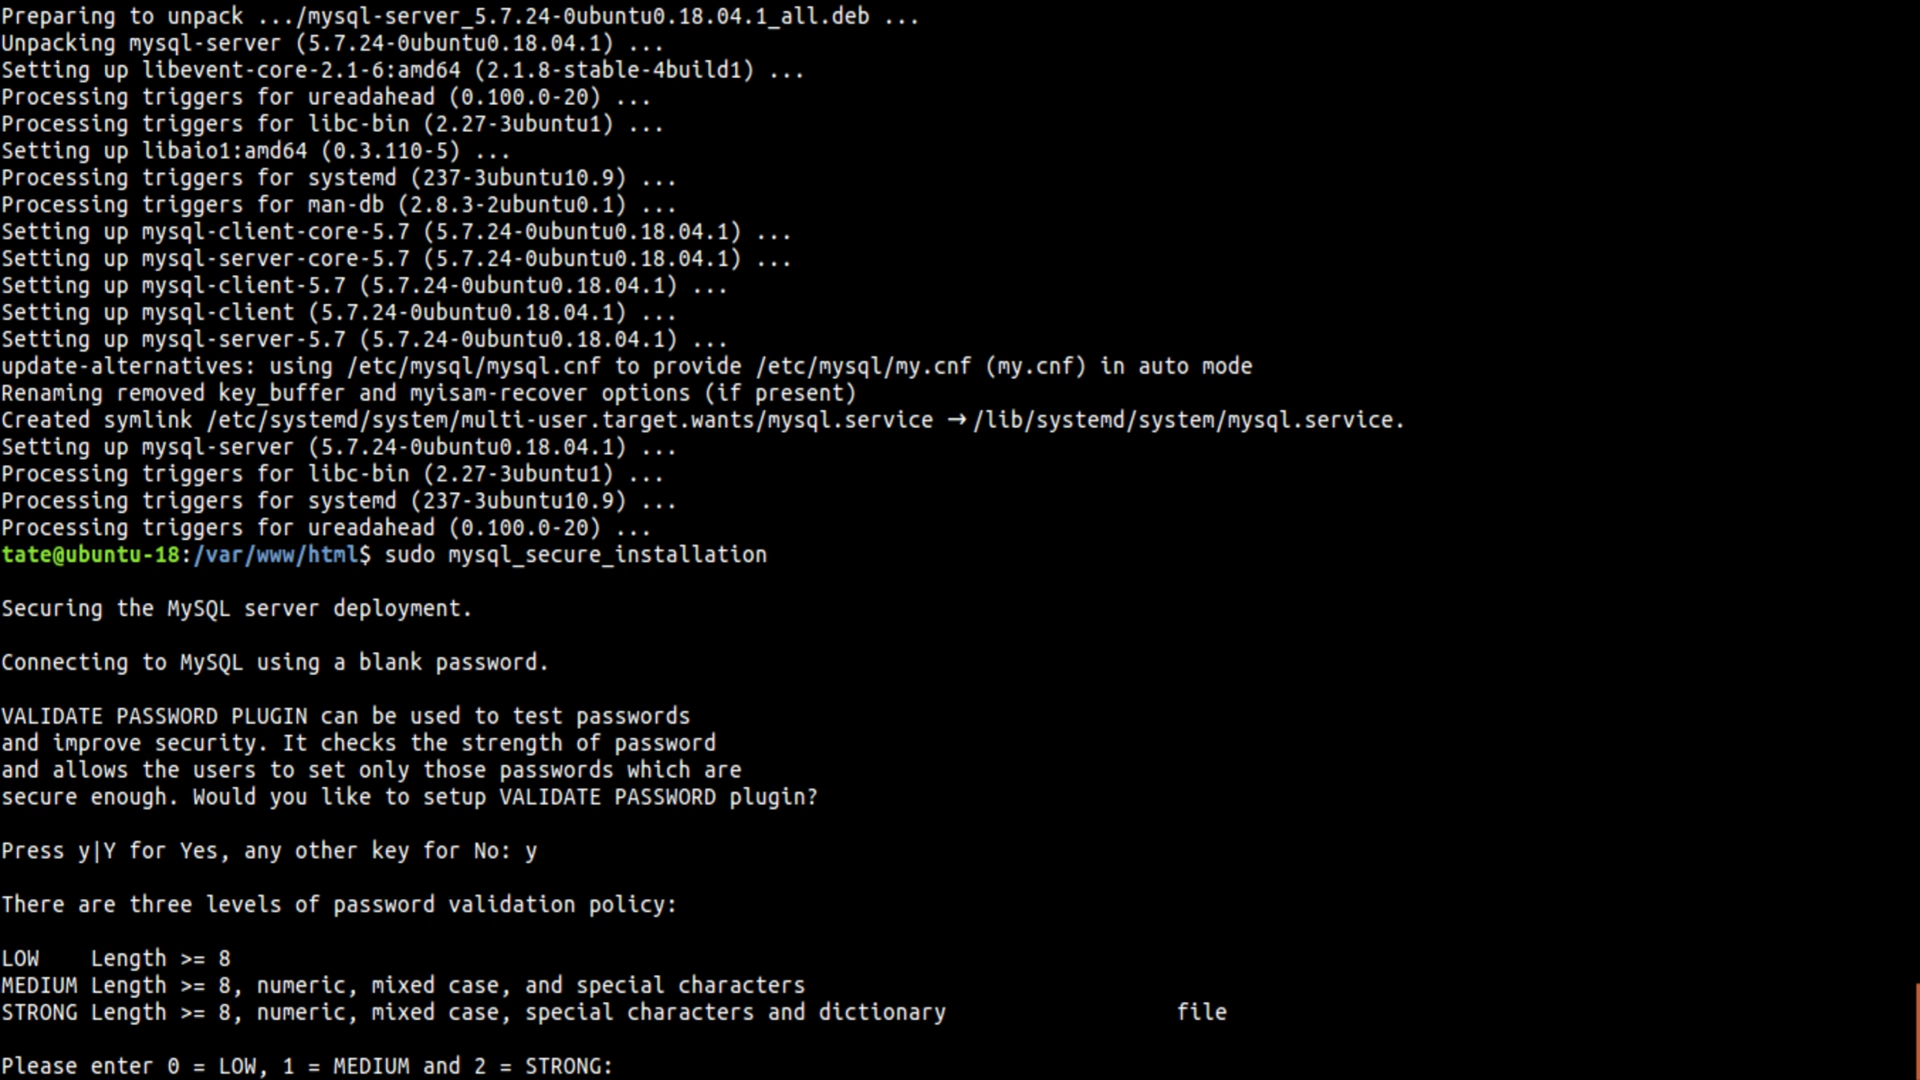 Preparing to unpack .../mysql-server_5.7.24-0ubuntu0.18.04.1_all.deb ...
Unpacking mysql-server (5.7.24-0ubuntu0.18.04.1) ...
Setting up libevent-core-2.1-6:amd64 (2.1.8-stable-4build1) ...
Processing triggers for ureadahead (0.100.0-20) ...
Processing triggers for libc-bin (2.27-3ubuntu1) ...
Setting up libaio1:amd64 (0.3.110-5) ...
Processing triggers for systemd (237-3ubuntu10.9) ...
Processing triggers for man-db (2.8.3-2ubuntu0.1) ...
Setting up mysql-client-core-5.7 (5.7.24-0ubuntu0.18.04.1) ...
Setting up mysql-server-core-5.7 (5.7.24-0ubuntu0.18.04.1) ...
Setting up mysql-client-5.7 (5.7.24-0ubuntu0.18.04.1) ...
Setting up mysql-client (5.7.24-0ubuntu0.18.04.1) ...
Setting up mysql-server-5.7 (5.7.24-0ubuntu0.18.04.1) ...
update-alternatives: using /etc/mysql/mysql.cnf to provide /etc/mysql/my.cnf (my.cnf) in auto mode
Renaming removed key_buffer and myisam-recover options (if present)
Created symlink /etc/systemd/system/multi-user.target.wants/mysql.service → /lib/systemd/system/mysql.service.
Setting up mysql-server (5.7.24-0ubuntu0.18.04.1) ...
Processing triggers for libc-bin (2.27-3ubuntu1) ...
Processing triggers for systemd (237-3ubuntu10.9) ...
Processing triggers for ureadahead (0.100.0-20) ...
tate@ubuntu-18:/var/www/html$ sudo mysql_secure_installation
Securing the MySQL server deployment.
Connecting to MySQL using a blank password.
VALIDATE PASSWORD PLUGIN can be used to test passwords
and improve security. It checks the strength of password
and allows the users to set only those passwords which are
secure enough. Would you like to setup VALIDATE PASSWORD plugin?
Press y|Y for Yes, any other key for No: y
There are three levels of password validation policy:
LOW    Length >= 8
MEDIUM Length >= 8, numeric, mixed case, and special characters
STRONG Length >= 8, numeric, mixed case, special characters and dictionary                  file
Please enter 0 = LOW, 1 = MEDIUM and 2 = STRONG: